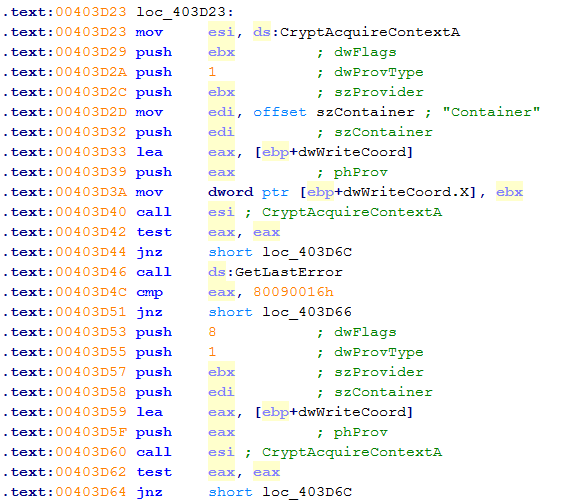 .text:00403D23 loc_403D23:
.text:00403D23 mov esi, ds:CryptAcquireContextA
.text:00403D29 push ebx ; dwFlags
.text:00403D2A push 1 ; dwProvType
.text:00403D2C push ebx ; szProvider
.text:00403D2D mov edi, offset szContainer ; "Container"
.text:00403D32 push edi ; szContainer
.text:00403D33 lea eax, [ebp+dwWriteCoord]
.text:00403D39 push eax ; phProv
.text:00403D3A mov dword ptr [ebp+dwWriteCoord.X], ebx
.text:00403D40 call esi ; CryptAcquireContextA
.text:00403D42 test eax, eax
.text:00403D44 jnz short loc_403D6C
.text:00403D46 call ds:GetLastError
.text:00403D4C cmp eax, 80090016h
.text:00403D51 jnz short loc_403D66
.text:00403D53 push 8 ; dwFlags
.text:00403D55 push 1 ; dwProvType
.text:00403D57 push ebx ; szProvider
.text:00403D58 push edi ; szContainer
.text:00403D59 lea eax, [ebp+dwWriteCoord]
.text:00403D5F push eax ; phProv
.text:00403D60 call esi ; CryptAcquireContextA
.text:00403D62 test eax, eax
.text:00403D64 jnz short loc_403D6C